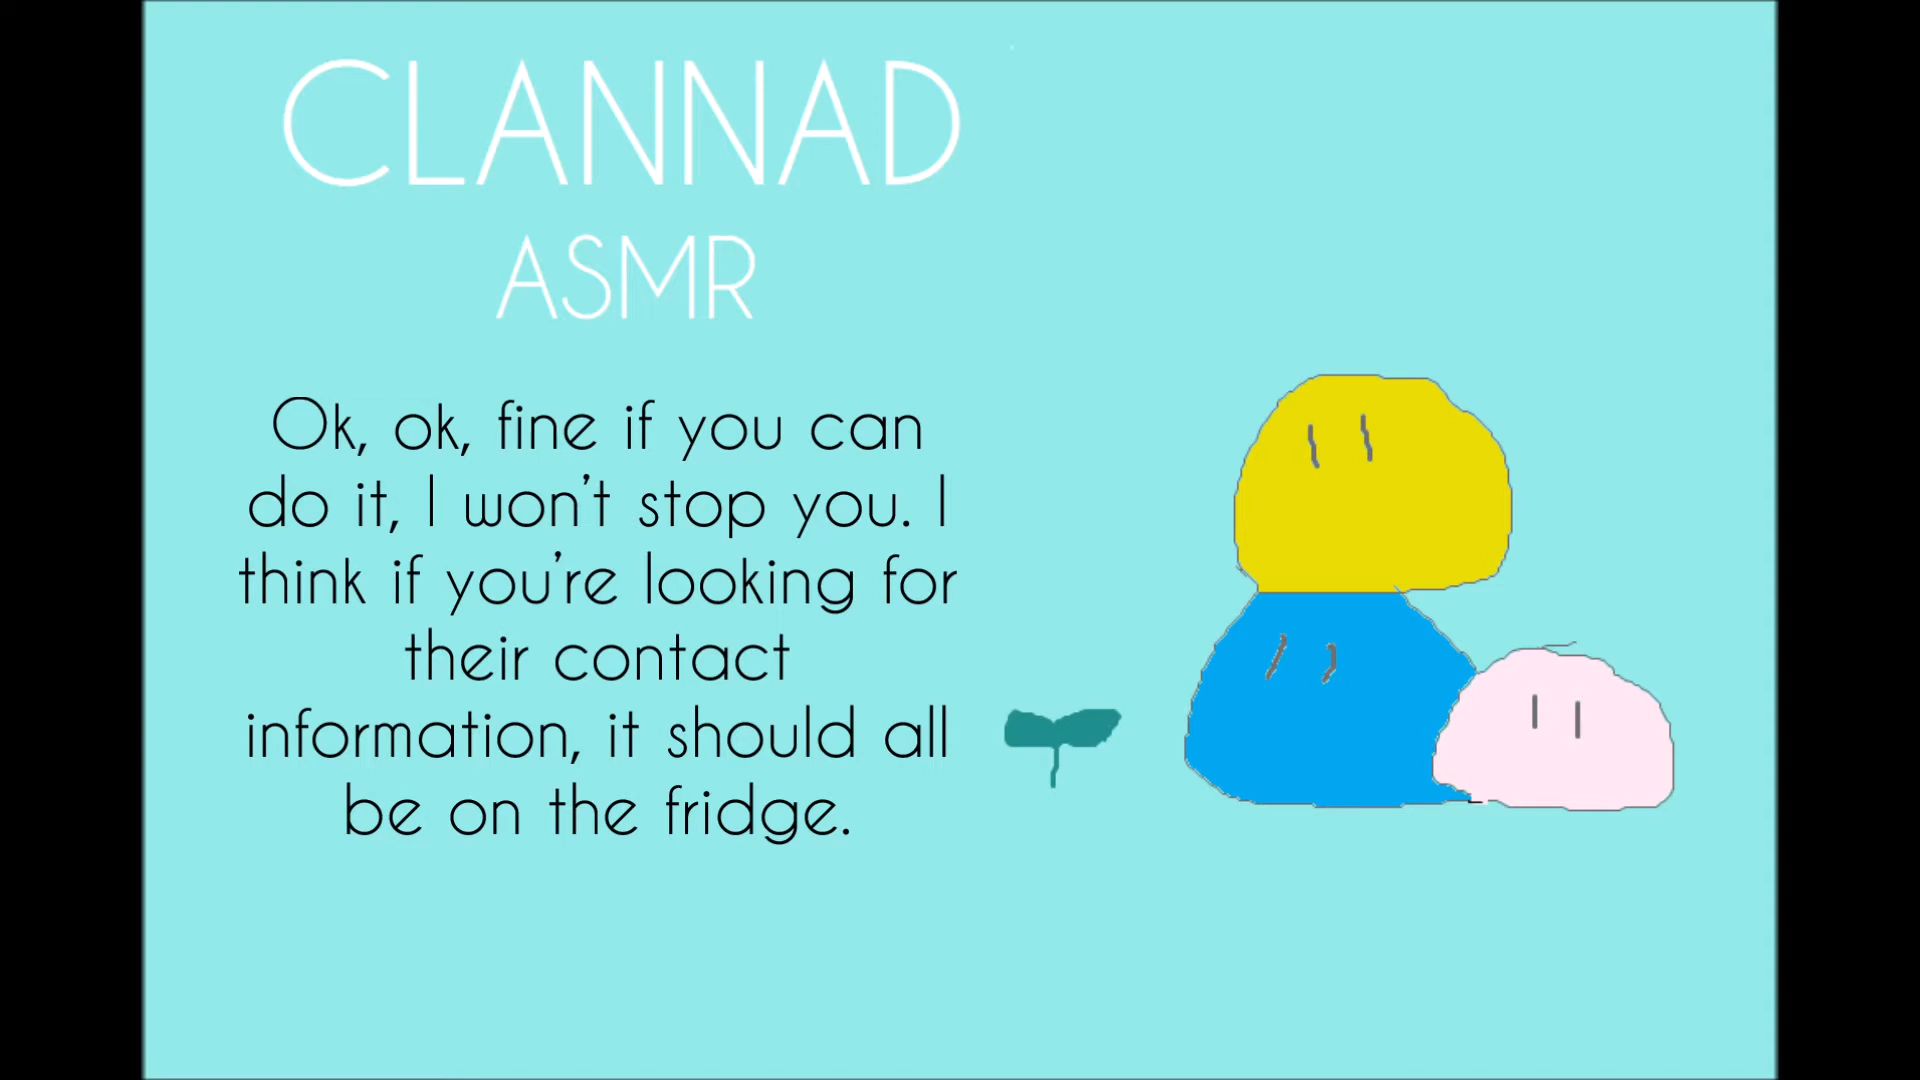 CLANNAD
ASMR
Ok, ok, fine if you can
do it, I won't stop you. I
think if you're looking for
their contact
information, it should all
be on the fridge.